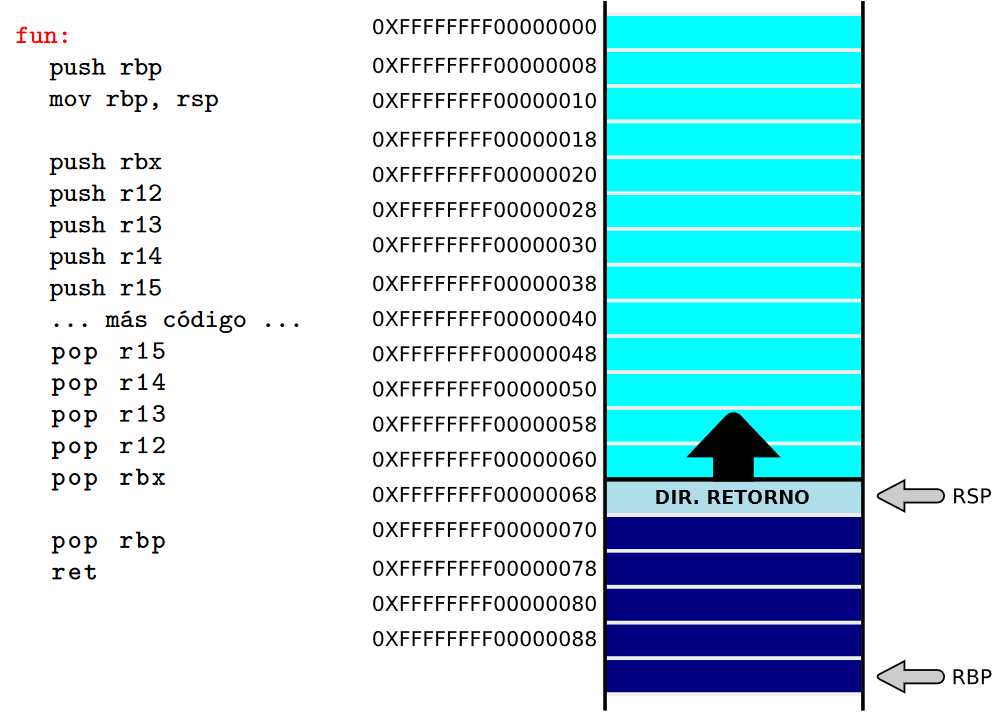 fun:
push rbp
mov rbp, rsp
push rbx
push r12
push r13
push r14
push r15
... más código ...
pop r15
pop r14
pop r13
pop r12
pop rbx
pop rbp
ret
0XFFFFFFFF00000000
0XFFFFFFFF00000008
0XFFFFFFFF00000010
0XFFFFFFFF00000018
0XFFFFFFFF00000020
0XFFFFFFFF00000028
0XFFFFFFFF00000030
0XFFFFFFFF00000038
0XFFFFFFFF00000040
0XFFFFFFFF00000048
0XFFFFFFFF00000050
0XFFFFFFFF00000058
0XFFFFFFFF00000060
0XFFFFFFFF00000068
0XFFFFFFFF00000070
0XFFFFFFFF00000078
0XFFFFFFFF00000080
0XFFFFFFFF00000088
DIR. RETORNO
RSP
RBP